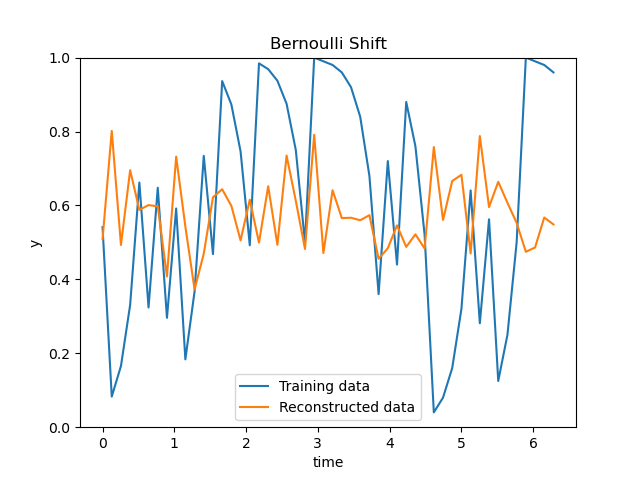 Bernoulli Shift
1.0
0.8
0.6
0.4
0.2
0.0
y
0 1 2 3 4 5 6
time
Training data
Reconstructed data